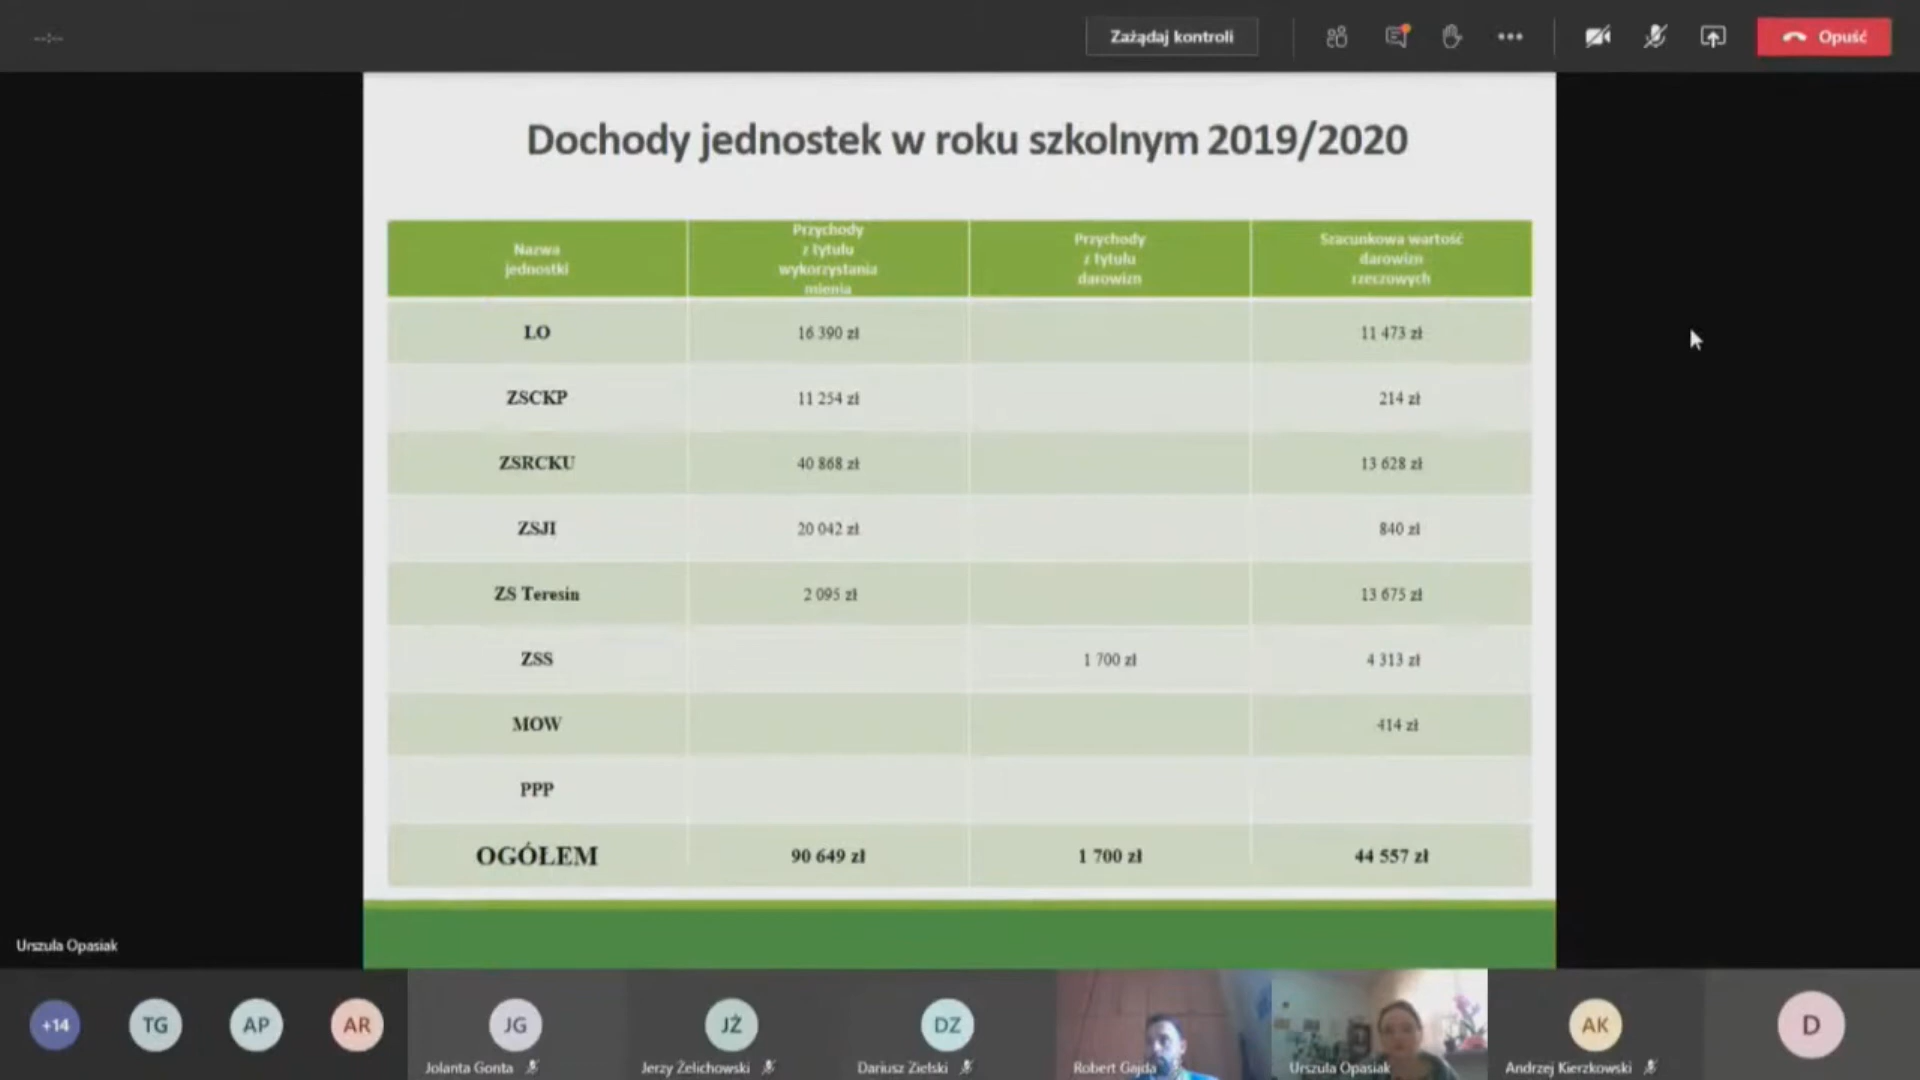 --:--
Zażądaj kontroli
Opuść
Dochody jednostek w roku szkolnym 2019/2020
Nazwa
jednostki
Przychody
z tytułu
wykorzystania
mienia
Przychody
z tytułu
darowizn
Szacunkowa wartość
darowizn
rzeczowych
LO 16 390 zł 11 473 zł
ZSCKP 11 254 zł 214 zł
ZSRCKU 40 868 zł 13 628 zł
ZSJI 20 042 zł 840 zł
ZS Teresin 2 095 zł 13 675 zł
ZSS 1 700 zł 4 313 zł
MOW 414 zł
PPP
OGÓŁEM 90 649 zł 1 700 zł 44 557 zł
Urszula Opasiak
+14 TG AP AR JG JŻ DZ AK D
Jolanta Gonta Jerzy Żelichowski Dariusz Zielski Robert Gajda Urszula Opasiak Andrzej Kierzkowski